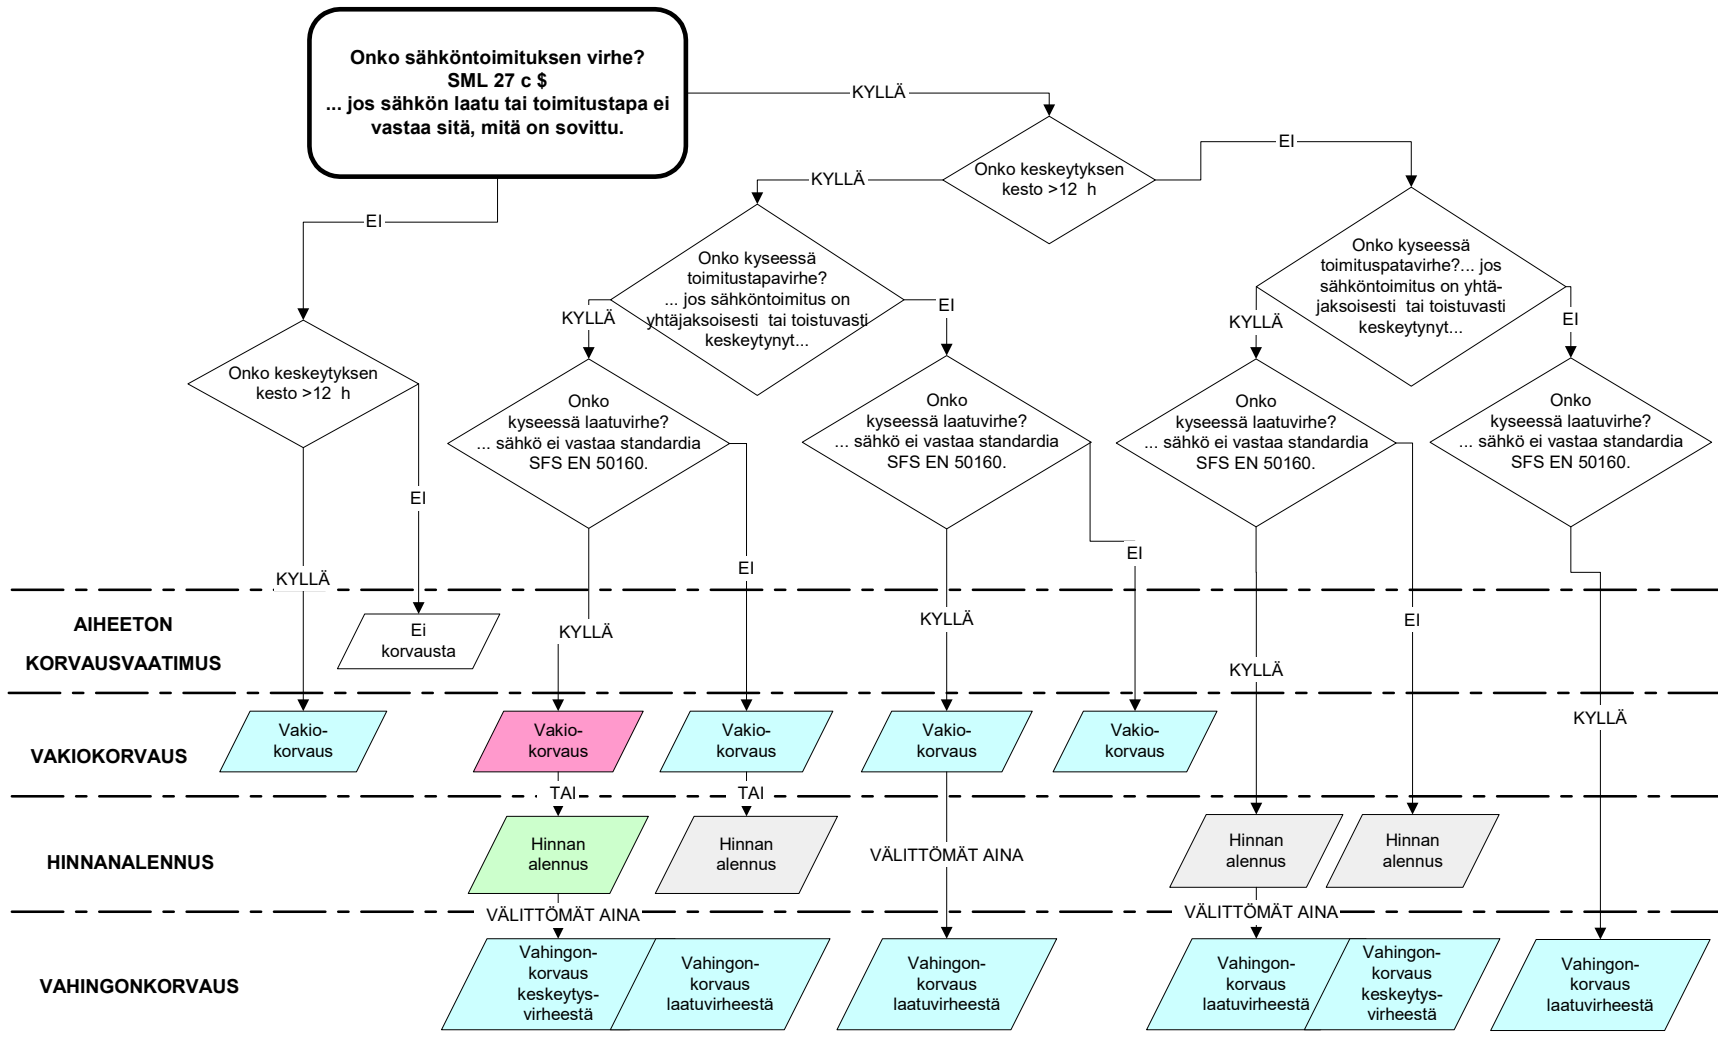 Onko sähköntoimituksen virhe?
SML 27 c $
... jos sähkön laatu tai toimitustapa ei
vastaa sitä, mitä on sovittu.
KYLLÄ
EI
Onko keskeytyksen
kesto >12 h
KYLLÄ
EI
Onko kyseessä
toimitustapavirhe?
... jos sähköntoimitus on
yhtäjaksoisesti tai toistuvasti
keskeytynyt...
Onko kyseessä
toimituspatavirhe?... jos
sähköntoimitus on yhtä-
jaksoisesti tai toistuvasti
keskeytynyt...
KYLLÄ
EI
KYLLÄ
EI
Onko keskeytyksen
kesto >12 h
Onko
kyseessä laatuvirhe?
... sähkö ei vastaa standardia
SFS EN 50160.
Onko
kyseessä laatuvirhe?
... sähkö ei vastaa standardia
SFS EN 50160.
Onko
kyseessä laatuvirhe?
... sähkö ei vastaa standardia
SFS EN 50160.
Onko
kyseessä laatuvirhe?
... sähkö ei vastaa standardia
SFS EN 50160.
EI
KYLLÄ
EI
EI
AIHEETON
KORVAUSVAATIMUS
Ei
korvausta
KYLLÄ
KYLLÄ
EI
KYLLÄ
KYLLÄ
VAKIOKORVAUS
Vakio-
korvaus
Vakio-
korvaus
Vakio-
korvaus
Vakio-
korvaus
Vakio-
korvaus
TAI
TAI
HINNANALENNUS
Hinnan
alennus
Hinnan
alennus
VÄLITTÖMÄT AINA
Hinnan
alennus
Hinnan
alennus
VÄLITTÖMÄT AINA
VÄLITTÖMÄT AINA
VAHINGONKORVAUS
Vahingon-
korvaus
keskeytys-
virheestä
Vahingon-
korvaus
laatuvirheestä
Vahingon-
korvaus
laatuvirheestä
Vahingon-
korvaus
laatuvirheestä
Vahingon-
korvaus
keskeytys-
virheestä
Vahingon-
korvaus
laatuvirheestä